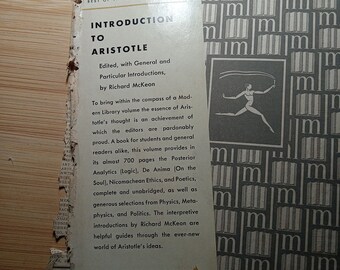 INTRODUCTION
TO
ARISTOTLE
Edited, with General and
Particular Introductions,
by Richard McKeon
To bring within the compass of a Mod-
ern Library volume the essence of Aris-
totle's thought is an achievement of
which the editors are pardonably
proud. A book for students and general
readers alike, this volume provides in
its almost 700 pages the Posterior
Analytics (Logic), De Anima (On the
Soul), Nicomachean Ethics, and Poetics,
complete and unabridged, as well as
generous selections from Physics, Meta-
physics, and Politics. The interpretive
introductions by Richard McKeon are
helpful guides through the ever-new
world of Aristotle's ideas.